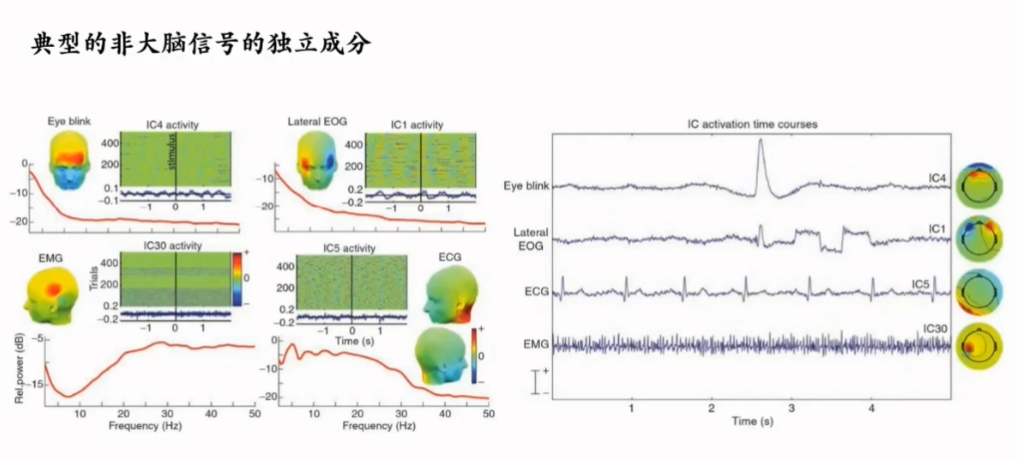 典型的非大脑信号的独立成分
Eye blink
IC4 activity
400
200
stimulus
0.1
-0.1
-1 0 1
0
-10
-20
Lateral EOG
IC1 activity
400
200
0.2
-0.2
-1 0 1
-10
-20
EMG
IC30 activity
Trials
400
200
0.2
-0.2
-1 0 1
+
0
-
-5
-15
Rel.power (dB)
10 20 30 40 50
Frequency (Hz)
IC5 activity
ECG
400
200
0.2
-0.2
-1 0 1
Time (s)
+
0
-
0
-10
-20
10 20 30 40 50
Frequency (Hz)
IC activation time courses
Eye blink
IC4
Lateral
EOG
IC1
ECG
IC5
EMG
IC30
+
-
1 2 3 4
Time (s)